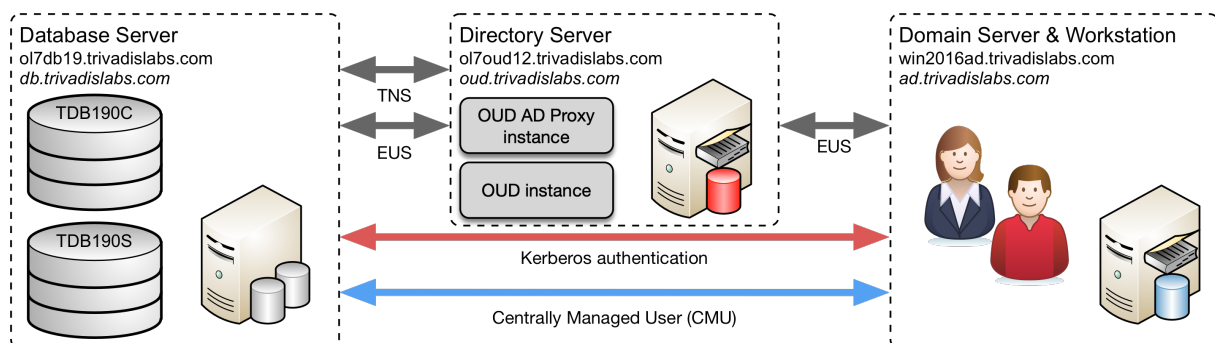 Database Server
ol7db19.trivadislabs.com
db.trivadislabs.com
TDB190C
TDB190S
TNS
EUS
Directory Server
ol7oud12.trivadislabs.com
oud.trivadislabs.com
OUD AD Proxy
instance
OUD instance
EUS
Kerberos authentication
Centrally Managed User (CMU)
Domain Server & Workstation
win2016ad.trivadislabs.com
ad.trivadislabs.com